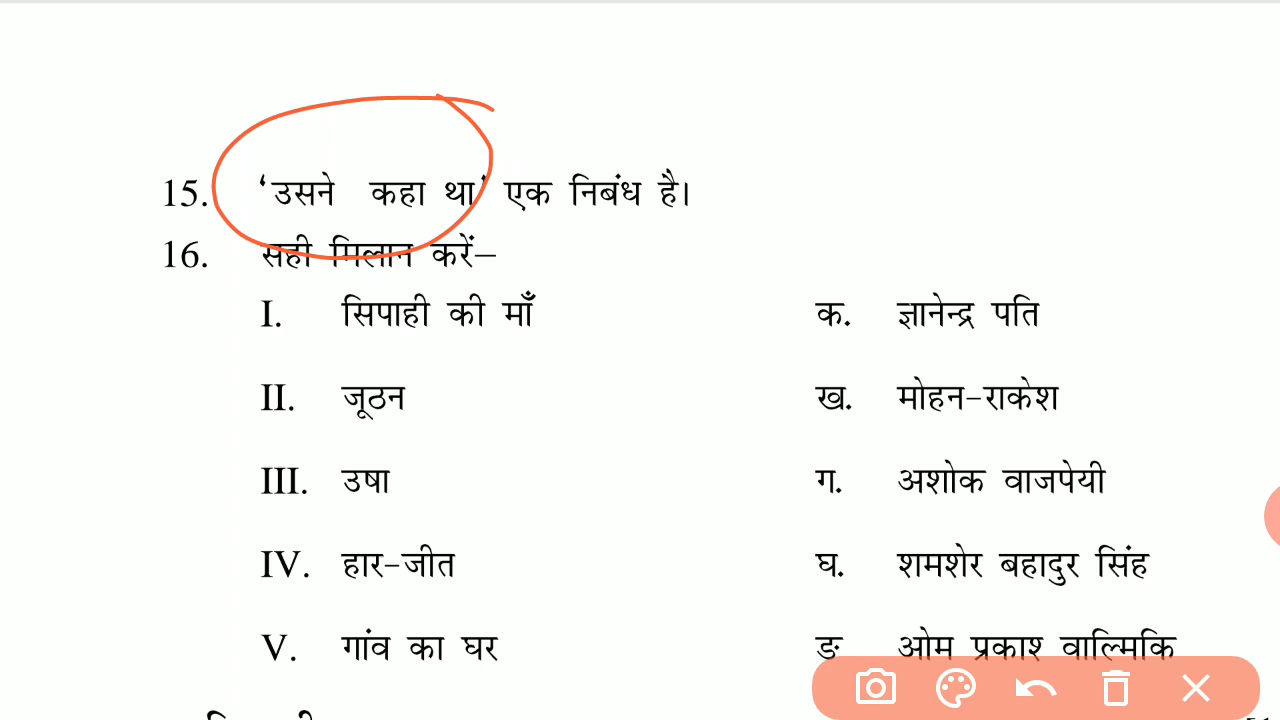 15. ‘उसने कहा था’ एक निबंध है।
16. सही मिलान करें–
I. सिपाही की माँ क. ज्ञानेन्द्र पति
II. जूठन ख. मोहन-राकेश
III. उषा ग. अशोक वाजपेयी
IV. हार-जीत घ. शमशेर बहादुर सिंह
V. गांव का घर ङ ओम प्रकाश वाल्मिकि